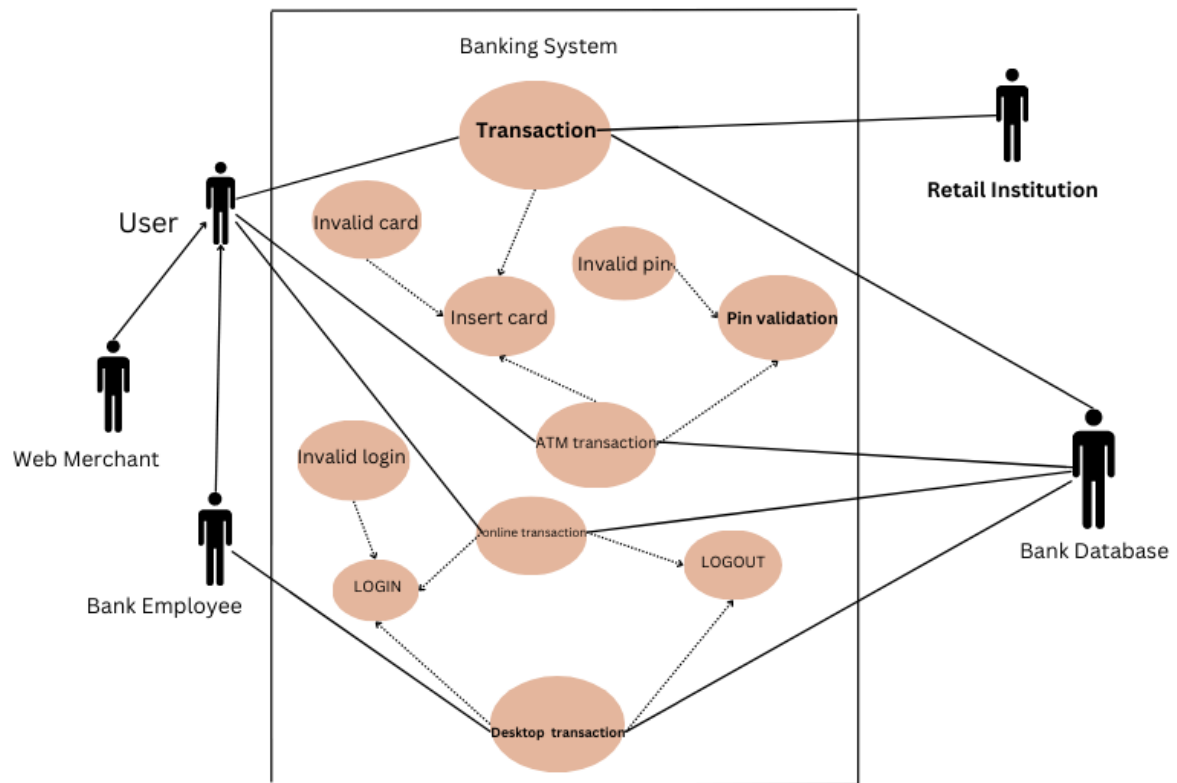 Banking System
Transaction
Retail Institution
User
Invalid card
Invalid pin
Insert card
Pin validation
Web Merchant
ATM transaction
Invalid login
online transaction
Bank Database
LOGOUT
LOGIN
Bank Employee
Desktop transaction